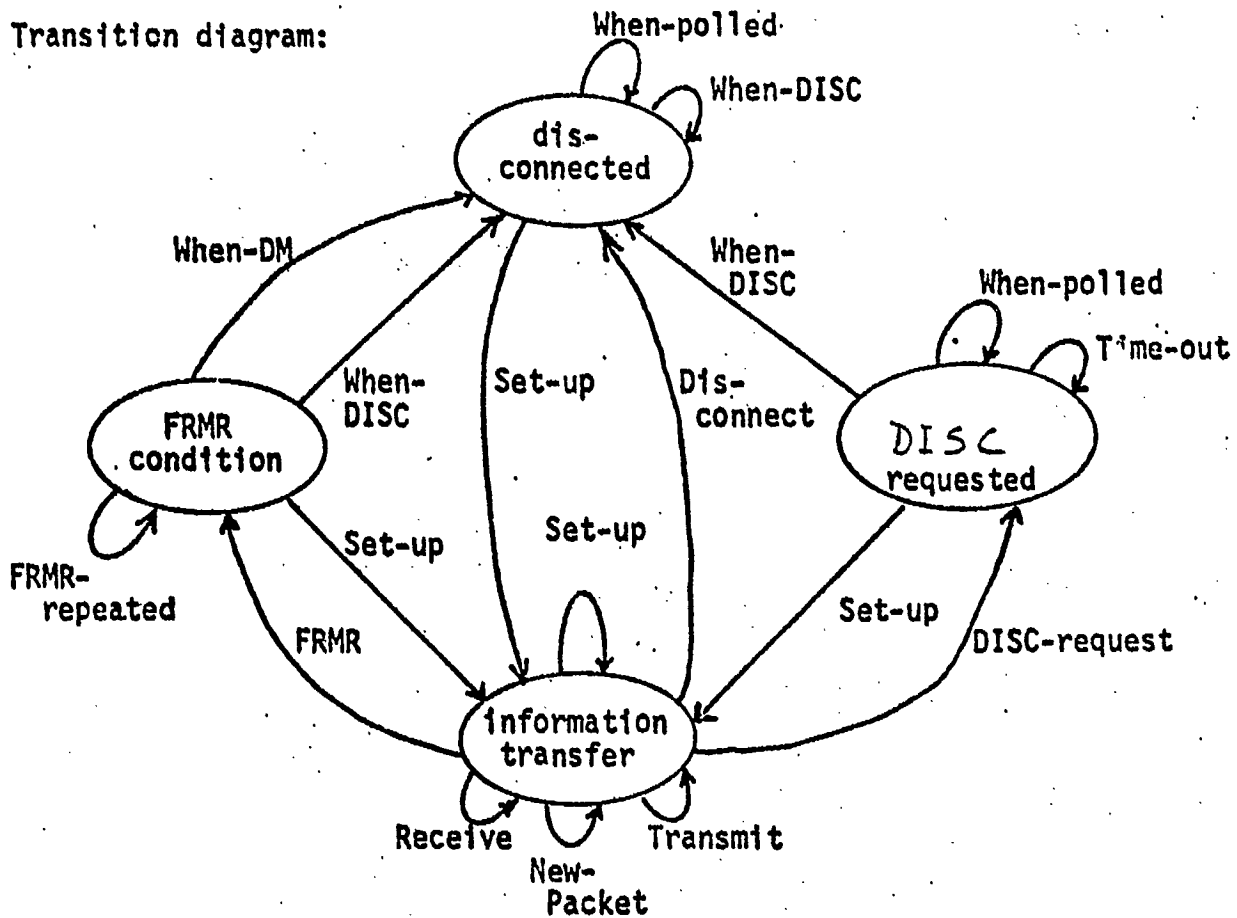 Transition diagram:
When-polled
When-DISC
dis-
connected
When-DM
When-
DISC
When-polled
Time-out
When-
DISC
Set-up
Dis-
connect
FRMR
condition
DISC
requested
Set-up
Set-up
FRMR-
repeated
FRMR
Set-up
DISC-request
information
transfer
Receive
Transmit
New-
Packet